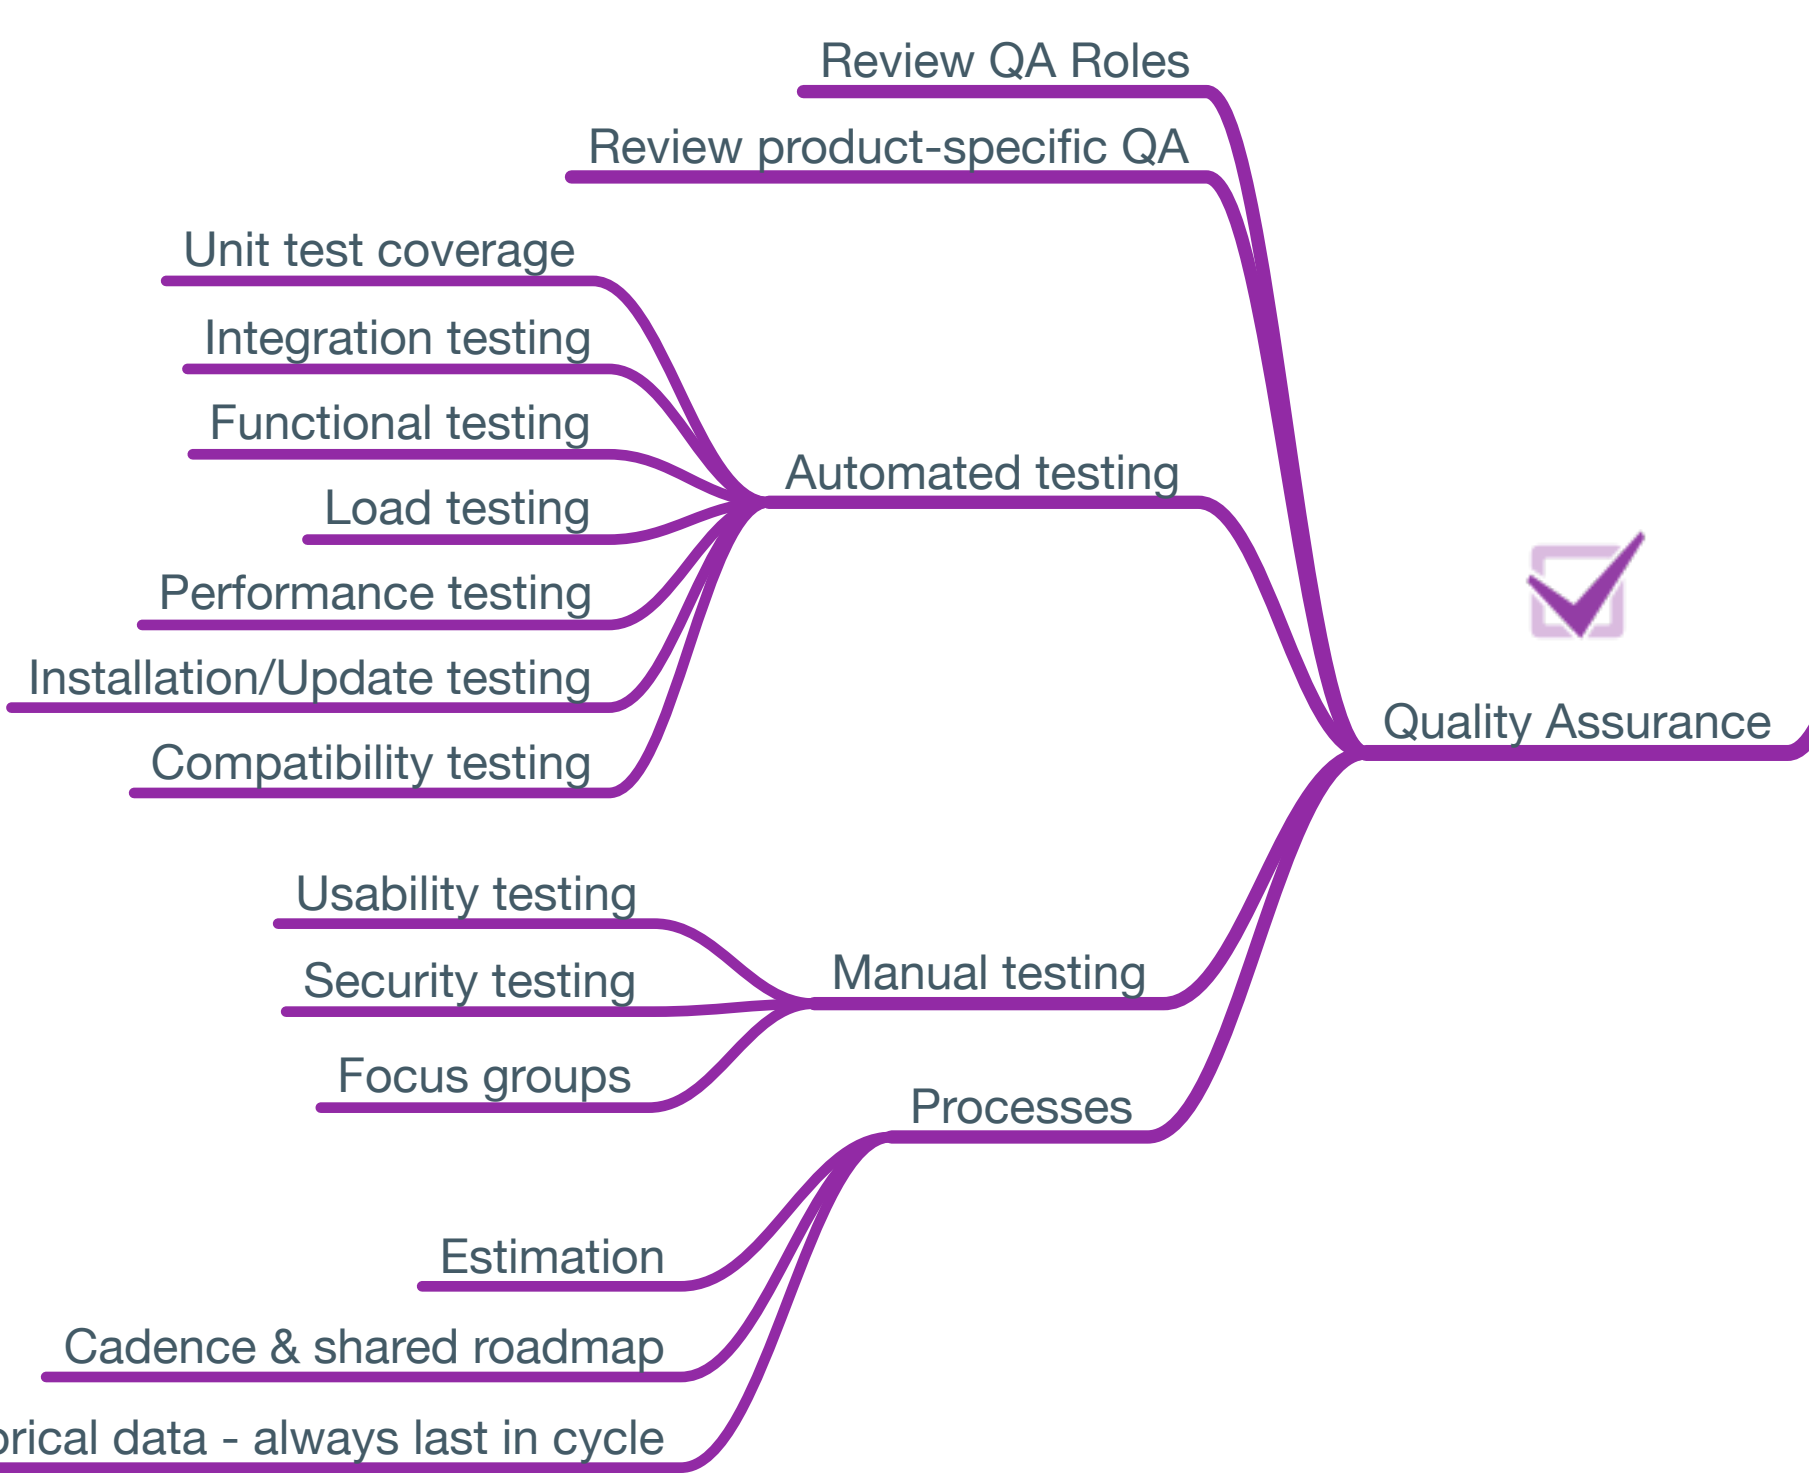 Review QA Roles
Review product-specific QA
Unit test coverage
Integration testing
Functional testing
Load testing
Performance testing
Installation/Update testing
Compatibility testing
Automated testing
Quality Assurance
Usability testing
Security testing
Focus groups
Manual testing
Processes
Estimation
Cadence & shared roadmap
data - always last in cycle